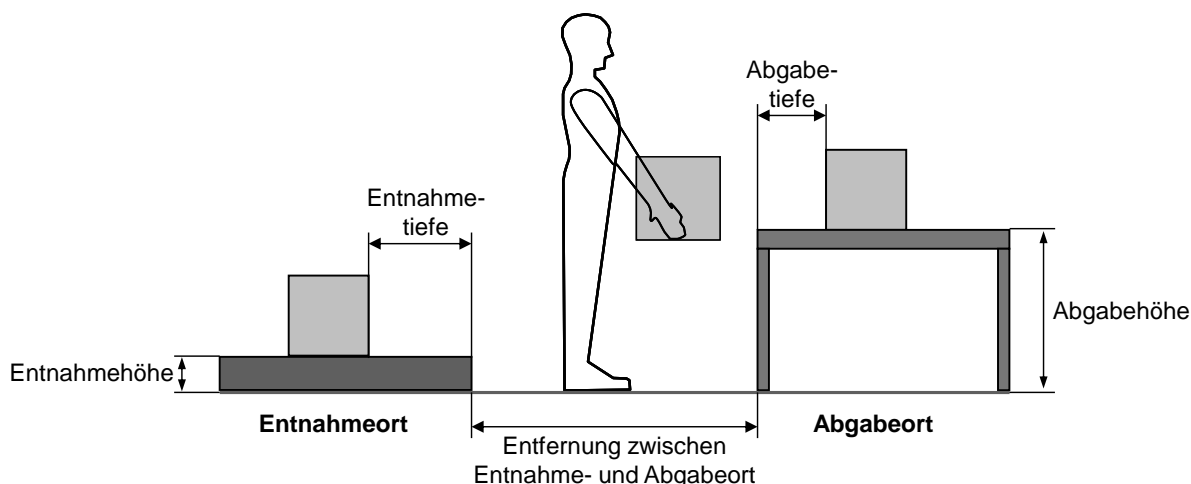 Abgabe-
tiefe
Entnahme-
tiefe
Abgabehöhe
Entnahmehöhe
Entnahmeort
Abgabeort
Entfernung zwischen
Entnahme- und Abgabeort